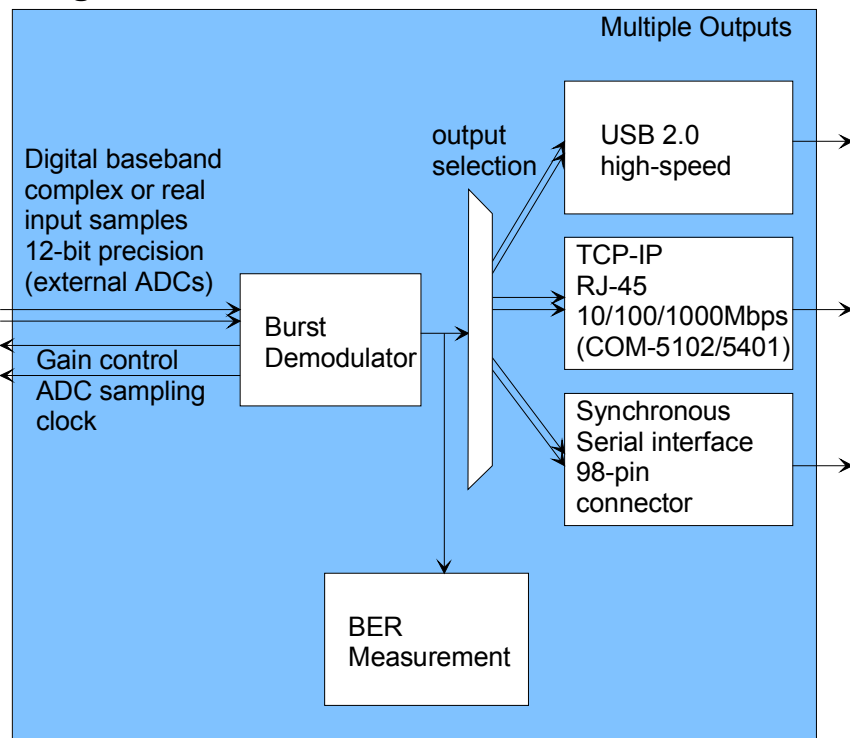 Multiple Outputs
Digital baseband
complex or real
input samples
12-bit precision
(external ADCs)
Gain control
ADC sampling
clock
Burst
Demodulator
output
selection
USB 2.0
high-speed
TCP-IP
RJ-45
10/100/1000Mbps
(COM-5102/5401)
Synchronous
Serial interface
98-pin
connector
BER
Measurement